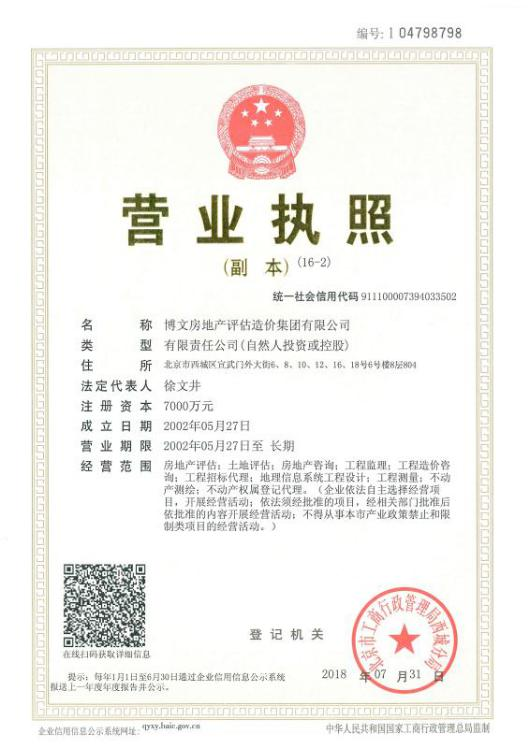 编号:1 04798798
营业执照
(副 本) (16-2)
统一社会信用代码 911100007394033502
名 称 博文房地产评估造价集团有限公司
类 型 有限责任公司(自然人投资或控股)
住 所 北京市西城区宣武门外大街6、8、10、12、16、18号6号楼8层804
法定代表人 徐文井
注册资本 7000万元
成立日期 2002年05月27日
营业期限 2002年05月27日至 长期
经营范围 房地产评估;土地评估;房地产咨询;工程监理;工程造价咨
询;工程招标代理;地理信息系统工程设计;工程测量;不动
产测绘;不动产权属登记代理。(企业依法自主选择经营项
目,开展经营活动;依法须经批准的项目,经相关部门批准后
依批准的内容开展经营活动;不得从事本市产业政策禁止和限
制类项目的经营活动。)
在线扫码获取详细信息
登记机关
北京市工商行政管理局西城分局
提示:每年1月1日至6月30日通过企业信用信息公示系统
报送上一年度年度报告并公示。
2018 年 07 月 31 日
企业信用信息公示系统网址: qyxy.baic.gov.cn
中华人民共和国国家工商行政管理总局监制